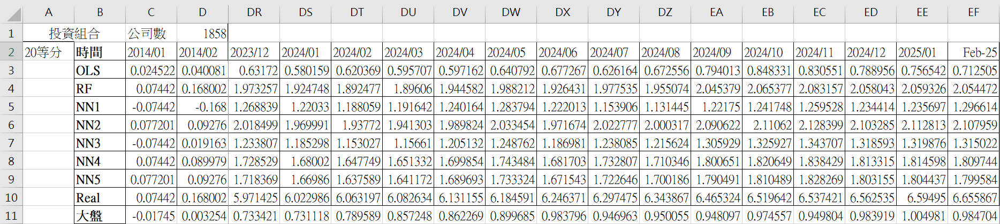 A B C D DR DS DT DU DV DW DX DY DZ EA EB EC ED EE EF
1 投資組合 公司數 1858
2 20等分 時間 2014/01 2014/02 2023/12 2024/01 2024/02 2024/03 2024/04 2024/05 2024/06 2024/07 2024/08 2024/09 2024/10 2024/11 2024/12 2025/01 Feb-25
3 OLS 0.024522 0.040081 0.63172 0.580159 0.620369 0.595707 0.597162 0.640792 0.677267 0.626164 0.672556 0.794013 0.848331 0.830551 0.788956 0.756542 0.712505
4 RF 0.07442 0.168002 1.973257 1.924748 1.892477 1.89606 1.944582 1.988212 1.926431 1.977535 1.955074 2.045379 2.065377 2.083157 2.058043 2.059326 2.054472
5 NN1 -0.07442 -0.168 1.268839 1.22033 1.188059 1.191642 1.240164 1.283794 1.222013 1.153906 1.131445 1.22175 1.241748 1.259528 1.234414 1.235697 1.296614
6 NN2 0.077201 0.09276 2.018499 1.969991 1.93772 1.941303 1.989824 2.033454 1.971674 2.022777 2.000317 2.090622 2.11062 2.128399 2.103285 2.112813 2.107959
7 NN3 -0.07442 0.019163 1.233807 1.185298 1.153027 1.15661 1.205132 1.248762 1.186981 1.238085 1.215624 1.305929 1.325927 1.343707 1.318593 1.319876 1.315022
8 NN4 0.07442 0.089979 1.728529 1.68002 1.647749 1.651332 1.699854 1.743484 1.681703 1.732807 1.710346 1.800651 1.820649 1.838429 1.813315 1.814598 1.809744
9 NN5 0.077201 0.09276 1.718369 1.66986 1.637589 1.641172 1.689693 1.733324 1.671543 1.722646 1.700186 1.790491 1.810489 1.828269 1.803155 1.804437 1.799584
10 Real 0.07442 0.168002 5.971425 6.022986 6.063197 6.082634 6.131155 6.184591 6.246371 6.297475 6.343867 6.465324 6.519642 6.537421 6.562535 6.59495 6.655867
11 大盤 -0.01745 0.003254 0.733421 0.731118 0.789589 0.857248 0.862269 0.899685 0.983796 0.946963 0.950055 0.948097 0.974557 0.949804 0.983919 1.004981 0.984704